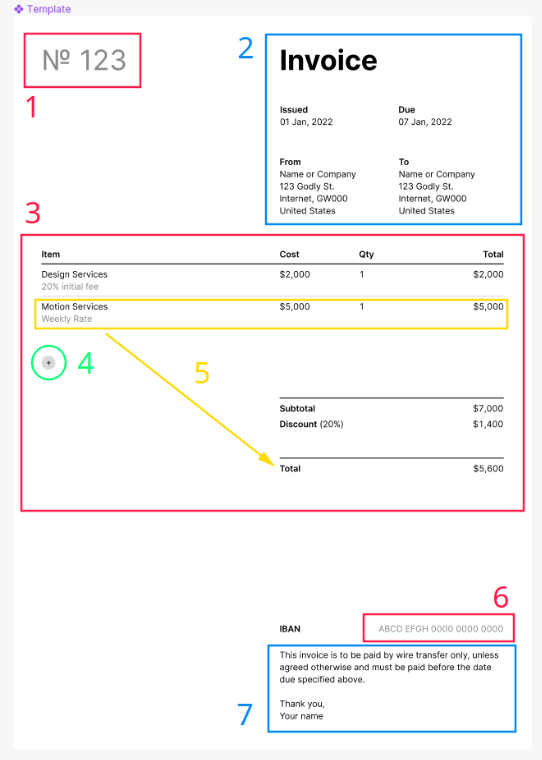 Template
№ 123
1
2
Invoice
Issued
01 Jan, 2022
Due
07 Jan, 2022
From
Name or Company
123 Godly St.
Internet, GW000
United States
To
Name or Company
123 Godly St.
Internet, GW000
United States
3
Item Cost Qty Total
Design Services $2,000 1 $2,000
20% initial fee
Motion Services $5,000 1 $5,000
Weekly Rate
+
4
5
Subtotal $7,000
Discount (20%) $1,400
Total $5,600
6
IBAN ABCD EFGH 0000 0000 0000
This invoice is to be paid by wire transfer only, unless
agreed otherwise and must be paid before the date
due specified above.
Thank you,
Your name
7